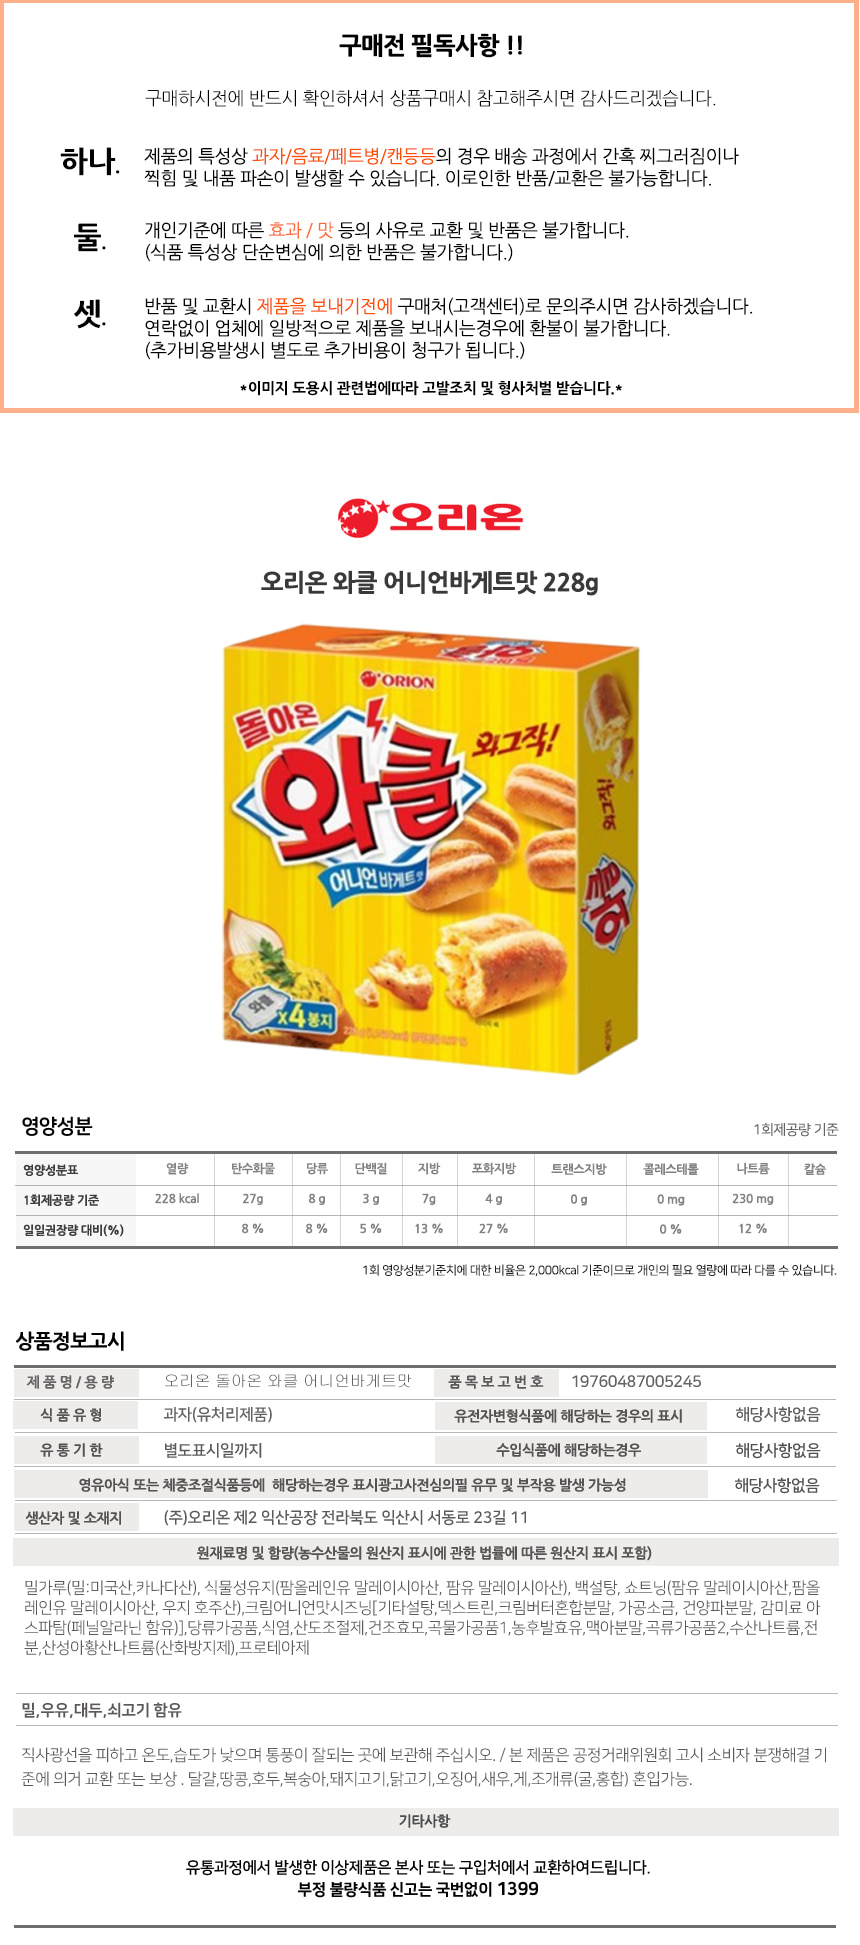 구매전 필독사항 !!
구매하시전에 반드시 확인하셔서 상품구매시 참고해주시면 감사드리겠습니다.
하나. 제품의 특성상 과자/음료/페트병/캔등등의 경우 배송 과정에서 간혹 찌그러짐이나
찍힘 및 내품 파손이 발생할 수 있습니다. 이로인한 반품/교환은 불가능합니다.
둘. 개인기준에 따른 효과 / 맛 등의 사유로 교환 및 반품은 불가합니다.
(식품 특성상 단순변심에 의한 반품은 불가합니다.)
셋. 반품 및 교환시 제품을 보내기전에 구매처(고객센터)로 문의주시면 감사하겠습니다.
연락없이 업체에 일방적으로 제품을 보내시는경우에 환불이 불가합니다.
(추가비용발생시 별도로 추가비용이 청구가 됩니다.)
*이미지 도용시 관련법에따라 고발조치 및 형사처벌 받습니다.*
오리온
오리온 와클 어니언바게트맛 228g
ORION
돌아온
와클
와그작!
어니언바게트맛
와클
x4봉지
와그작!
와클
영양성분
1회제공량 기준
영양성분표 열량 탄수화물 당류 단백질 지방 포화지방 트랜스지방 콜레스테롤 나트륨 칼슘
1회제공량 기준 228 kcal 27g 8 g 3 g 7g 4 g 0 g 0 mg 230 mg
일일권장량 대비(%) 8 % 8 % 5 % 13 % 27 % 0 % 12 %
1회 영양성분기준치에 대한 비율은 2,000kcal 기준이므로 개인의 필요 열량에 따라 다를 수 있습니다.
상품정보고시
제품명/용량 오리온 돌아온 와클 어니언바게트맛 품목보고번호 19760487005245
식품유형 과자(유처리제품) 유전자변형식품에 해당하는 경우의 표시 해당사항없음
유통기한 별도표시일까지 수입식품에 해당하는경우 해당사항없음
영유아식 또는 체중조절식품등에 해당하는경우 표시광고사전심의필 유무 및 부작용 발생 가능성 해당사항없음
생산자 및 소재지 (주)오리온 제2 익산공장 전라북도 익산시 서동로 23길 11
원재료명 및 함량(농수산물의 원산지 표시에 관한 법률에 따른 원산지 표시 포함)
밀가루(밀:미국산,카나다산), 식물성유지(팜올레인유 말레이시아산, 팜유 말레이시아산), 백설탕, 쇼트닝(팜유 말레이시아산,팜올
레인유 말레이시아산, 우지 호주산),크림어니언맛시즈닝[기타설탕,덱스트린,크림버터혼합분말, 가공소금, 건양파분말, 감미료 아
스파탐(페닐알라닌 함유)],당류가공품,식염,산도조절제,건조효모,곡물가공품1,농후발효유,맥아분말,곡류가공품2,수산나트륨,전
분,산성아황산나트륨(산화방지제),프로테아제
밀,우유,대두,쇠고기 함유
직사광선을 피하고 온도,습도가 낮으며 통풍이 잘되는 곳에 보관해 주십시오. / 본 제품은 공정거래위원회 고시 소비자 분쟁해결 기
준에 의거 교환 또는 보상 . 달걀,땅콩,호두,복숭아,돼지고기,닭고기,오징어,새우,게,조개류(굴,홍합) 혼입가능.
기타사항
유통과정에서 발생한 이상제품은 본사 또는 구입처에서 교환하여드립니다.
부정 불량식품 신고는 국번없이 1399